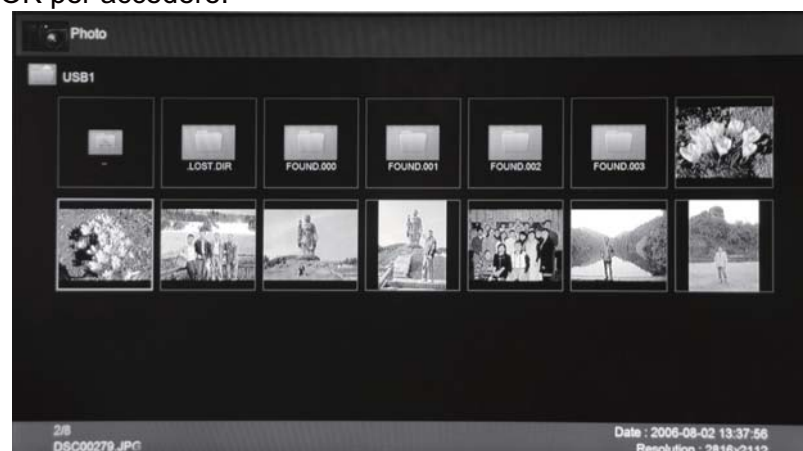 OK per accedere.
Photo
USB1
..
.LOST.DIR
FOUND.000
FOUND.001
FOUND.002
FOUND.003
2/8
DSC00279.JPG
Date : 2006-08-02 13:37:56
Resolution : 2816x2112